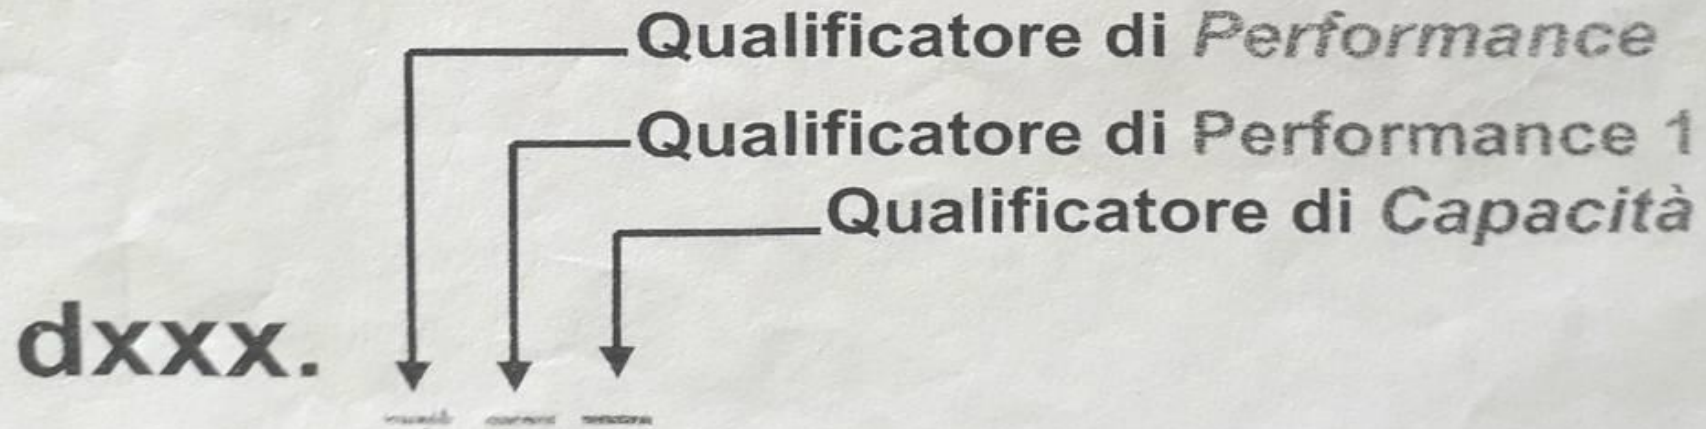 Qualificatore di Performance
Qualificatore di Performance 1
Qualificatore di Capacità
dxxx.